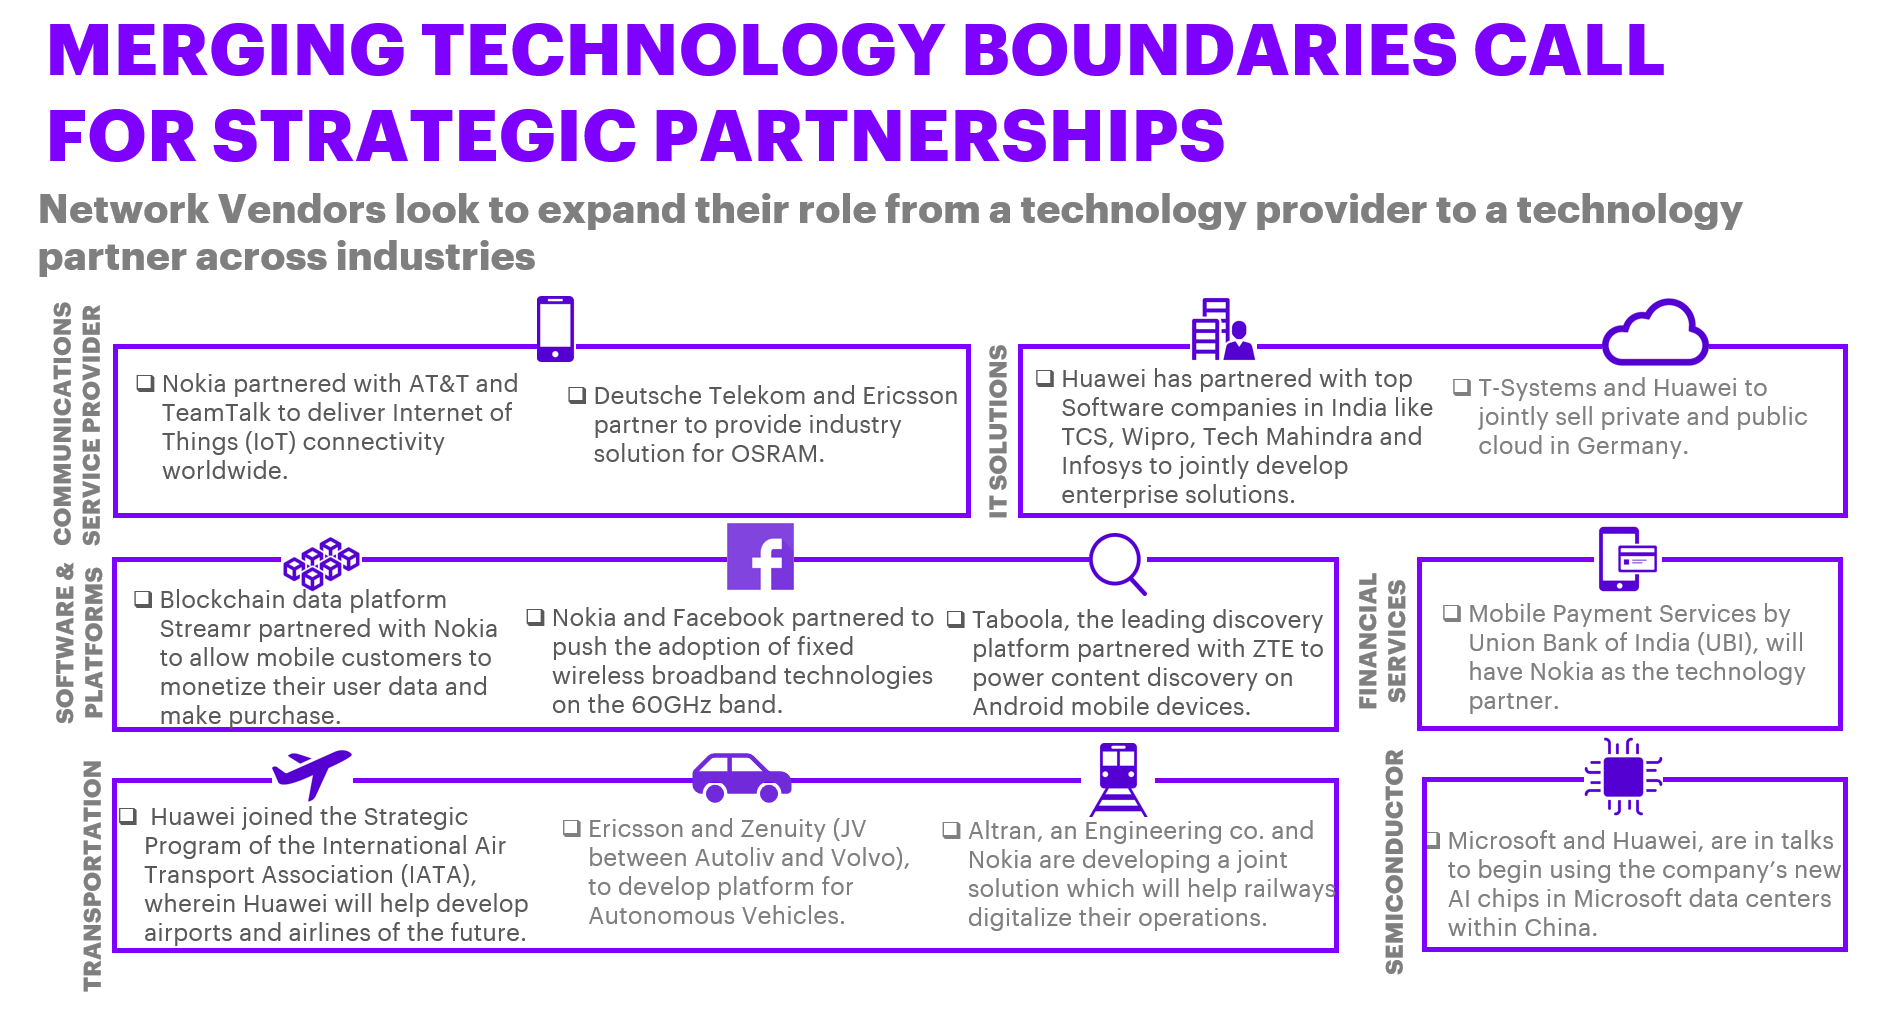 MERGING TECHNOLOGY BOUNDARIES CALL
FOR STRATEGIC PARTNERSHIPS
Network Vendors look to expand their role from a technology provider to a technology
partner across industries
COMMUNICATIONS
SERVICE PROVIDER
Nokia partnered with AT&T and
TeamTalk to deliver Internet of
Things (IoT) connectivity
worldwide.
Deutsche Telekom and Ericsson
partner to provide industry
solution for OSRAM.
IT SOLUTIONS
Huawei has partnered with top
Software companies in India like
TCS, Wipro, Tech Mahindra and
Infosys to jointly develop
enterprise solutions.
T-Systems and Huawei to
jointly sell private and public
cloud in Germany.
SOFTWARE &
PLATFORMS
Blockchain data platform
Streamr partnered with Nokia
to allow mobile customers to
monetize their user data and
make purchase.
Nokia and Facebook partnered to
push the adoption of fixed
wireless broadband technologies
on the 60GHz band.
Taboola, the leading discovery
platform partnered with ZTE to
power content discovery on
Android mobile devices.
FINANCIAL
SERVICES
Mobile Payment Services by
Union Bank of India (UBI), will
have Nokia as the technology
partner.
TRANSPORTATION
Huawei joined the Strategic
Program of the International Air
Transport Association (IATA),
wherein Huawei will help develop
airports and airlines of the future.
Ericsson and Zenuity (JV
between Autoliv and Volvo),
to develop platform for
Autonomous Vehicles.
Altran, an Engineering co. and
Nokia are developing a joint
solution which will help railways
digitalize their operations.
SEMICONDUCTOR
Microsoft and Huawei, are in talks
to begin using the company's new
AI chips in Microsoft data centers
within China.